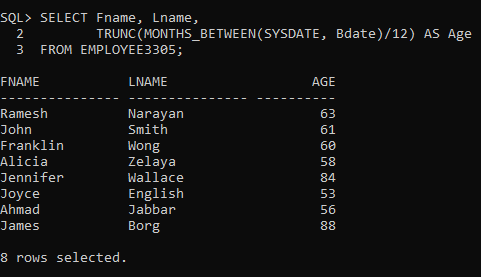 SQL> SELECT Fname, Lname,
  2         TRUNC(MONTHS_BETWEEN(SYSDATE, Bdate)/12) AS Age
  3  FROM EMPLOYEE3305;
FNAME           LNAME                  AGE
--------------- --------------- ----------
Ramesh          Narayan                 63
John            Smith                   61
Franklin        Wong                    60
Alicia          Zelaya                  58
Jennifer        Wallace                 84
Joyce           English                 53
Ahmad           Jabbar                  56
James           Borg                    88
8 rows selected.